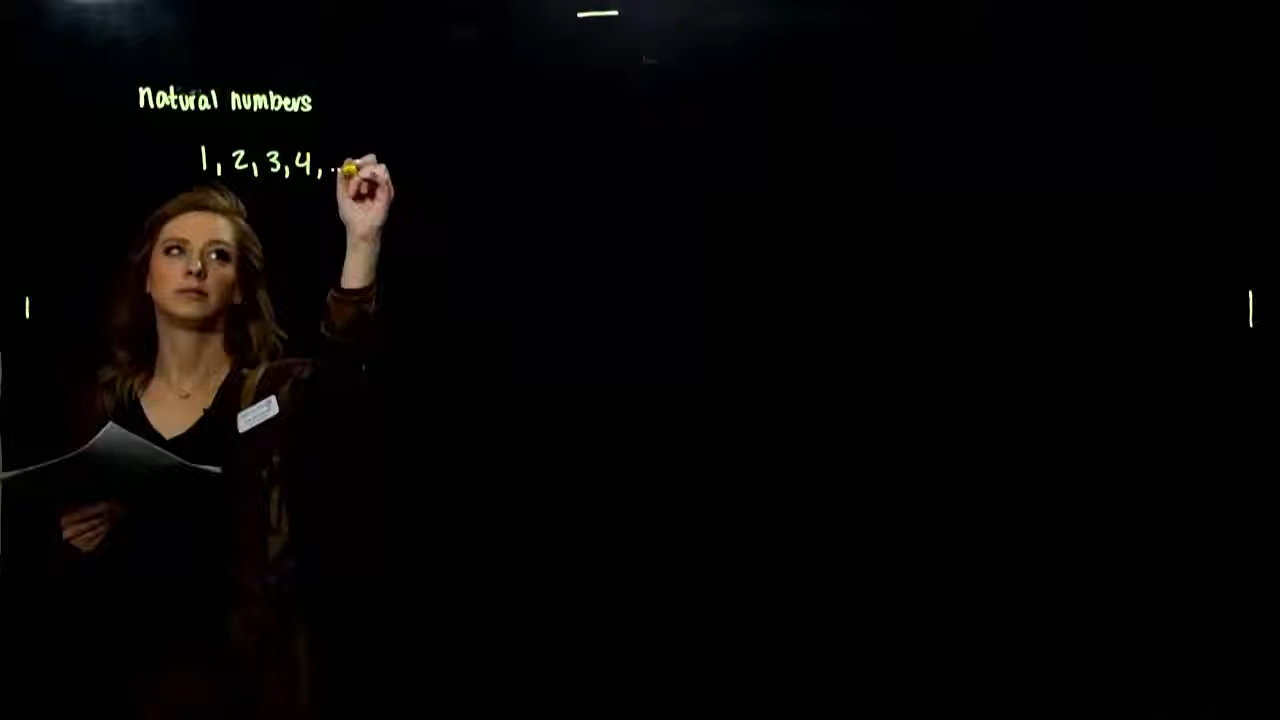 natural numbers
1, 2, 3, 4, ..